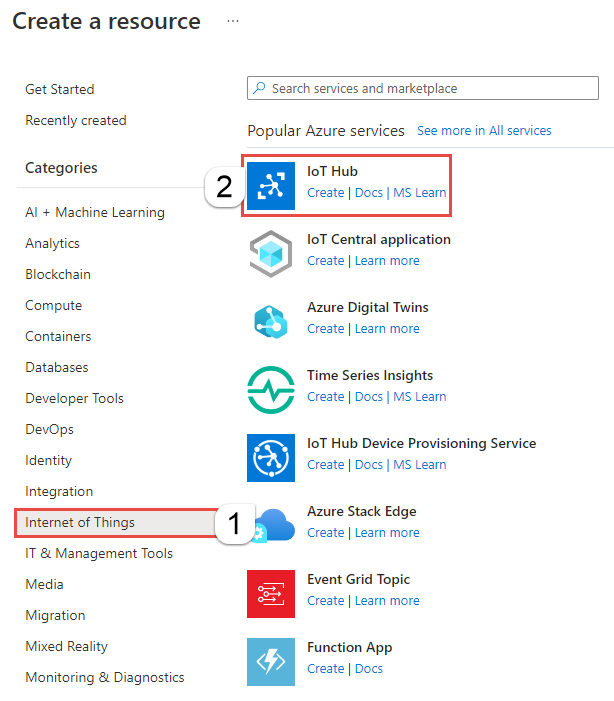 Create a resource ...
Get Started
Recently created
Categories
AI + Machine Learning
Analytics
Blockchain
Compute
Containers
Databases
Developer Tools
DevOps
Identity
Integration
Internet of Things
1
IT & Management Tools
Media
Migration
Mixed Reality
Monitoring & Diagnostics
Search services and marketplace
Popular Azure services See more in All services
2
IoT Hub
Create | Docs | MS Learn
IoT Central application
Create | Learn more
Azure Digital Twins
Create | Learn more
Time Series Insights
Create | Docs | MS Learn
IoT Hub Device Provisioning Service
Create | Docs | MS Learn
Azure Stack Edge
Create | Learn more
Event Grid Topic
Create | Learn more
Function App
Create | Docs